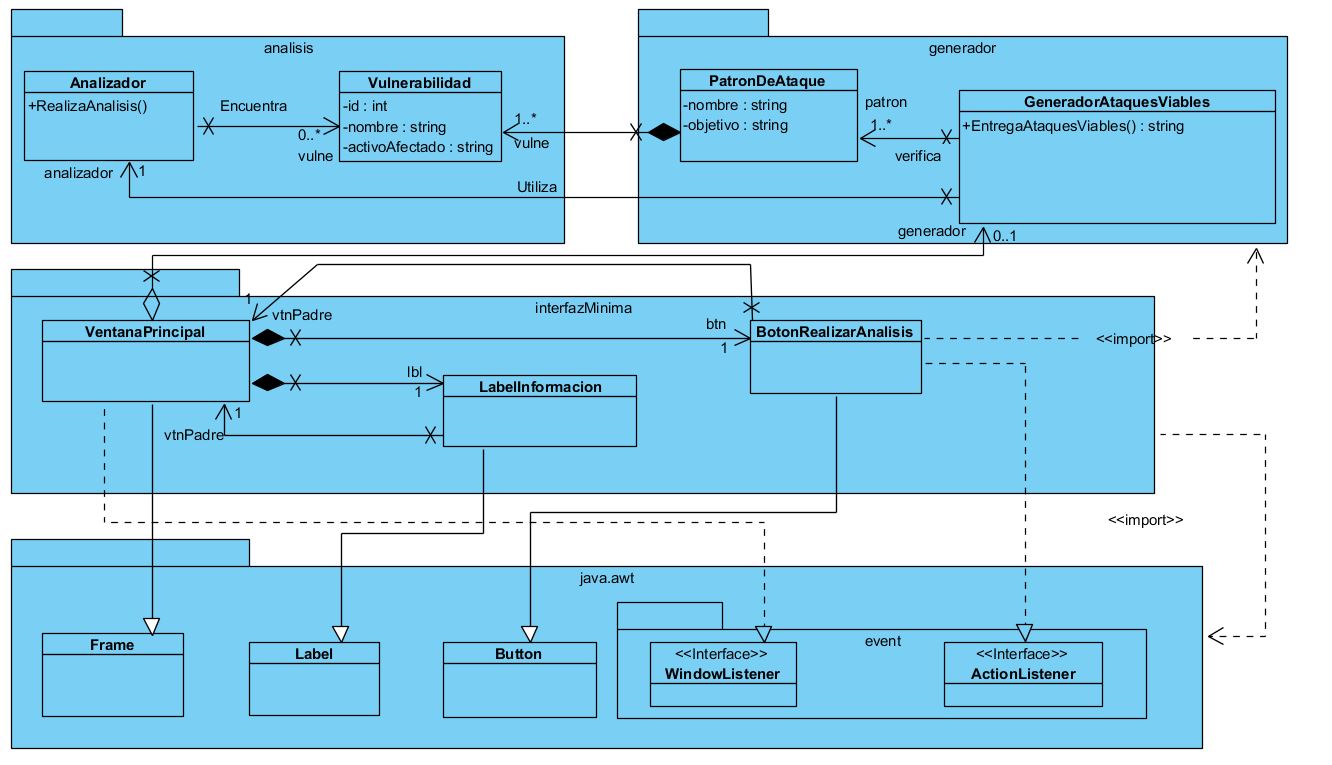 analisis
Analizador
+RealizaAnalisis()
Encuentra
0..*
vulne
Vulnerabilidad
-id : int
-nombre : string
-activoAfectado : string
1..*
vulne
analizador
1
Utiliza
generador
PatronDeAtaque
-nombre : string
-objetivo : string
patron
1..*
verifica
GeneradorAtaquesViables
+EntregaAtaquesViables() : string
generador
0..1
interfazMinima
1
vtnPadre
VentanaPrincipal
btn
1
BotonRealizarAnalisis
<<import>>
lbl
1
LabelInformacion
1
vtnPadre
<<import>>
java.awt
Frame
Label
Button
event
<<Interface>>
WindowListener
<<Interface>>
ActionListener